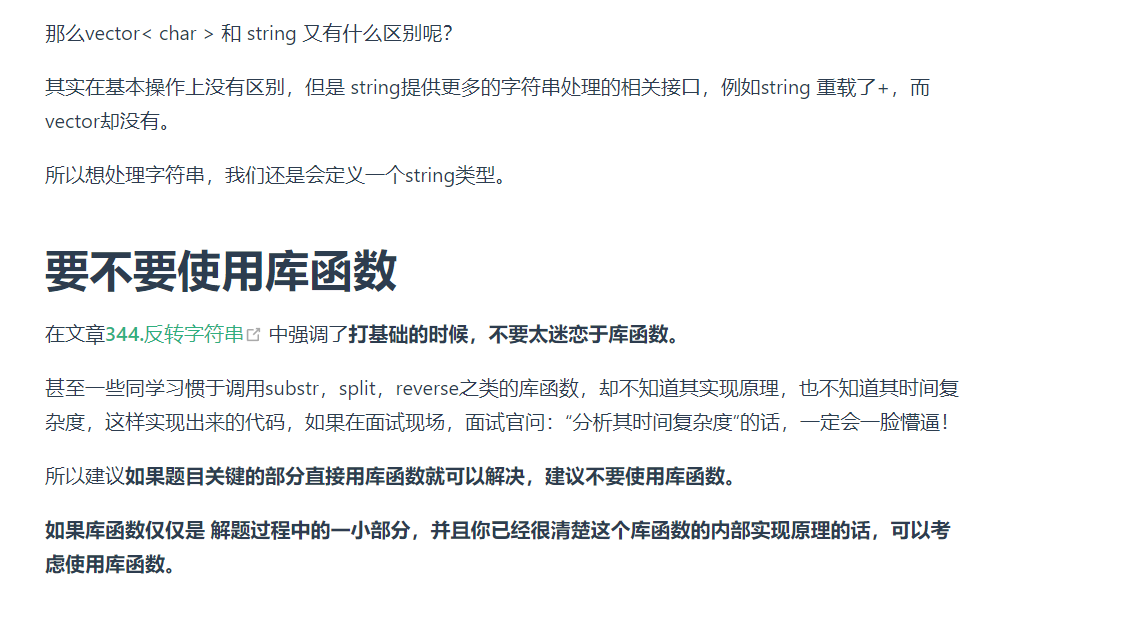 那么vector< char > 和 string 又有什么区别呢？
其实在基本操作上没有区别，但是 string提供更多的字符串处理的相关接口，例如string 重载了+，而
vector却没有。
所以想处理字符串，我们还是会定义一个string类型。
要不要使用库函数
在文章344.反转字符串 中强调了打基础的时候，不要太迷恋于库函数。
甚至一些同学习惯于调用substr，split，reverse之类的库函数，却不知道其实现原理，也不知道其时间复
杂度，这样实现出来的代码，如果在面试现场，面试官问：“分析其时间复杂度”的话，一定会一脸懵逼！
所以建议如果题目关键的部分直接用库函数就可以解决，建议不要使用库函数。
如果库函数仅仅是 解题过程中的一小部分，并且你已经很清楚这个库函数的内部实现原理的话，可以考
虑使用库函数。